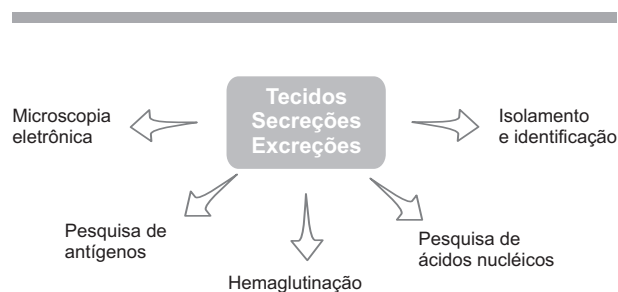 Tecidos
Secreções
Excreções
Microscopia
eletrônica
Isolamento
e identificação
Pesquisa de
antígenos
Hemaglutinação
Pesquisa de
ácidos nucléicos